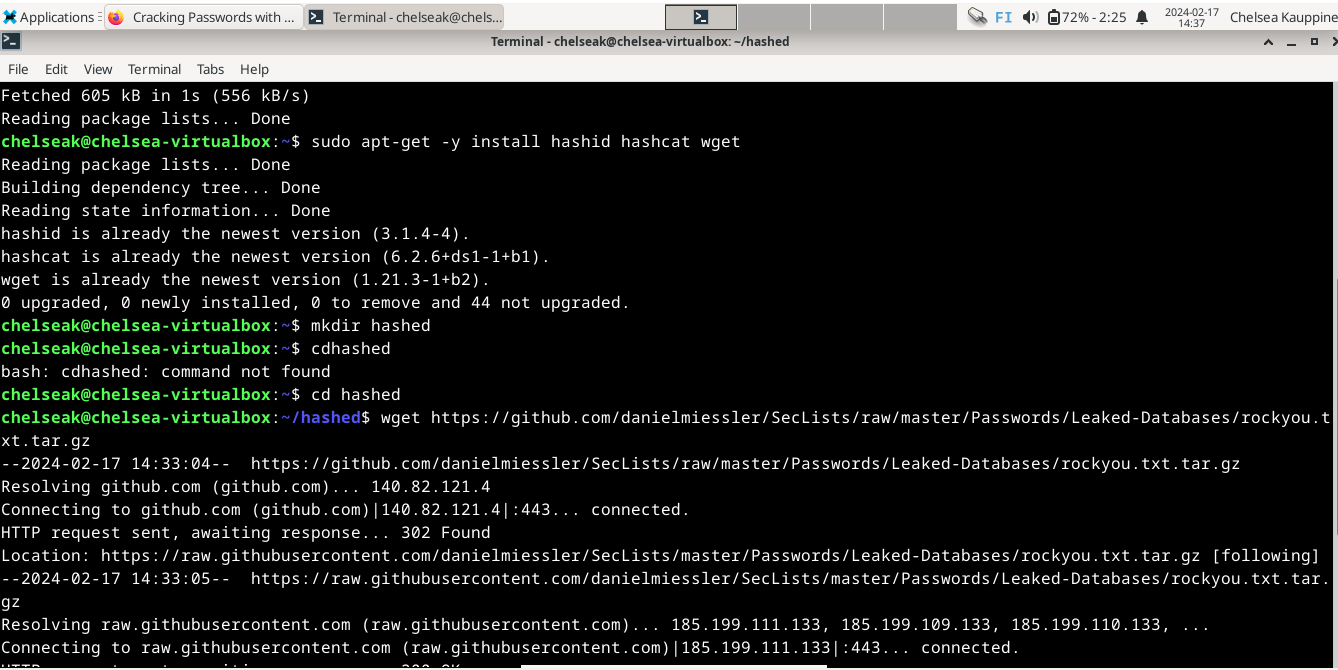 Applications
Cracking Passwords with ...
Terminal - chelseak@chels...
FI
72% - 2:25
2024-02-17
14:37
Chelsea Kauppine
Terminal - chelseak@chelsea-virtualbox: ~/hashed
File Edit View Terminal Tabs Help
Fetched 605 kB in 1s (556 kB/s)
Reading package lists... Done
chelseak@chelsea-virtualbox:~$ sudo apt-get -y install hashid hashcat wget
Reading package lists... Done
Building dependency tree... Done
Reading state information... Done
hashid is already the newest version (3.1.4-4).
hashcat is already the newest version (6.2.6+ds1-1+b1).
wget is already the newest version (1.21.3-1+b2).
0 upgraded, 0 newly installed, 0 to remove and 44 not upgraded.
chelseak@chelsea-virtualbox:~$ mkdir hashed
chelseak@chelsea-virtualbox:~$ cdhashed
bash: cdhashed: command not found
chelseak@chelsea-virtualbox:~$ cd hashed
chelseak@chelsea-virtualbox:~/hashed$ wget https://github.com/danielmiessler/SecLists/raw/master/Passwords/Leaked-Databases/rockyou.t
xt.tar.gz
--2024-02-17 14:33:04--  https://github.com/danielmiessler/SecLists/raw/master/Passwords/Leaked-Databases/rockyou.txt.tar.gz
Resolving github.com (github.com)... 140.82.121.4
Connecting to github.com (github.com)|140.82.121.4|:443... connected.
HTTP request sent, awaiting response... 302 Found
Location: https://raw.githubusercontent.com/danielmiessler/SecLists/master/Passwords/Leaked-Databases/rockyou.txt.tar.gz [following]
--2024-02-17 14:33:05--  https://raw.githubusercontent.com/danielmiessler/SecLists/master/Passwords/Leaked-Databases/rockyou.txt.tar.
gz
Resolving raw.githubusercontent.com (raw.githubusercontent.com)... 185.199.111.133, 185.199.109.133, 185.199.110.133, ...
Connecting to raw.githubusercontent.com (raw.githubusercontent.com)|185.199.111.133|:443... connected.